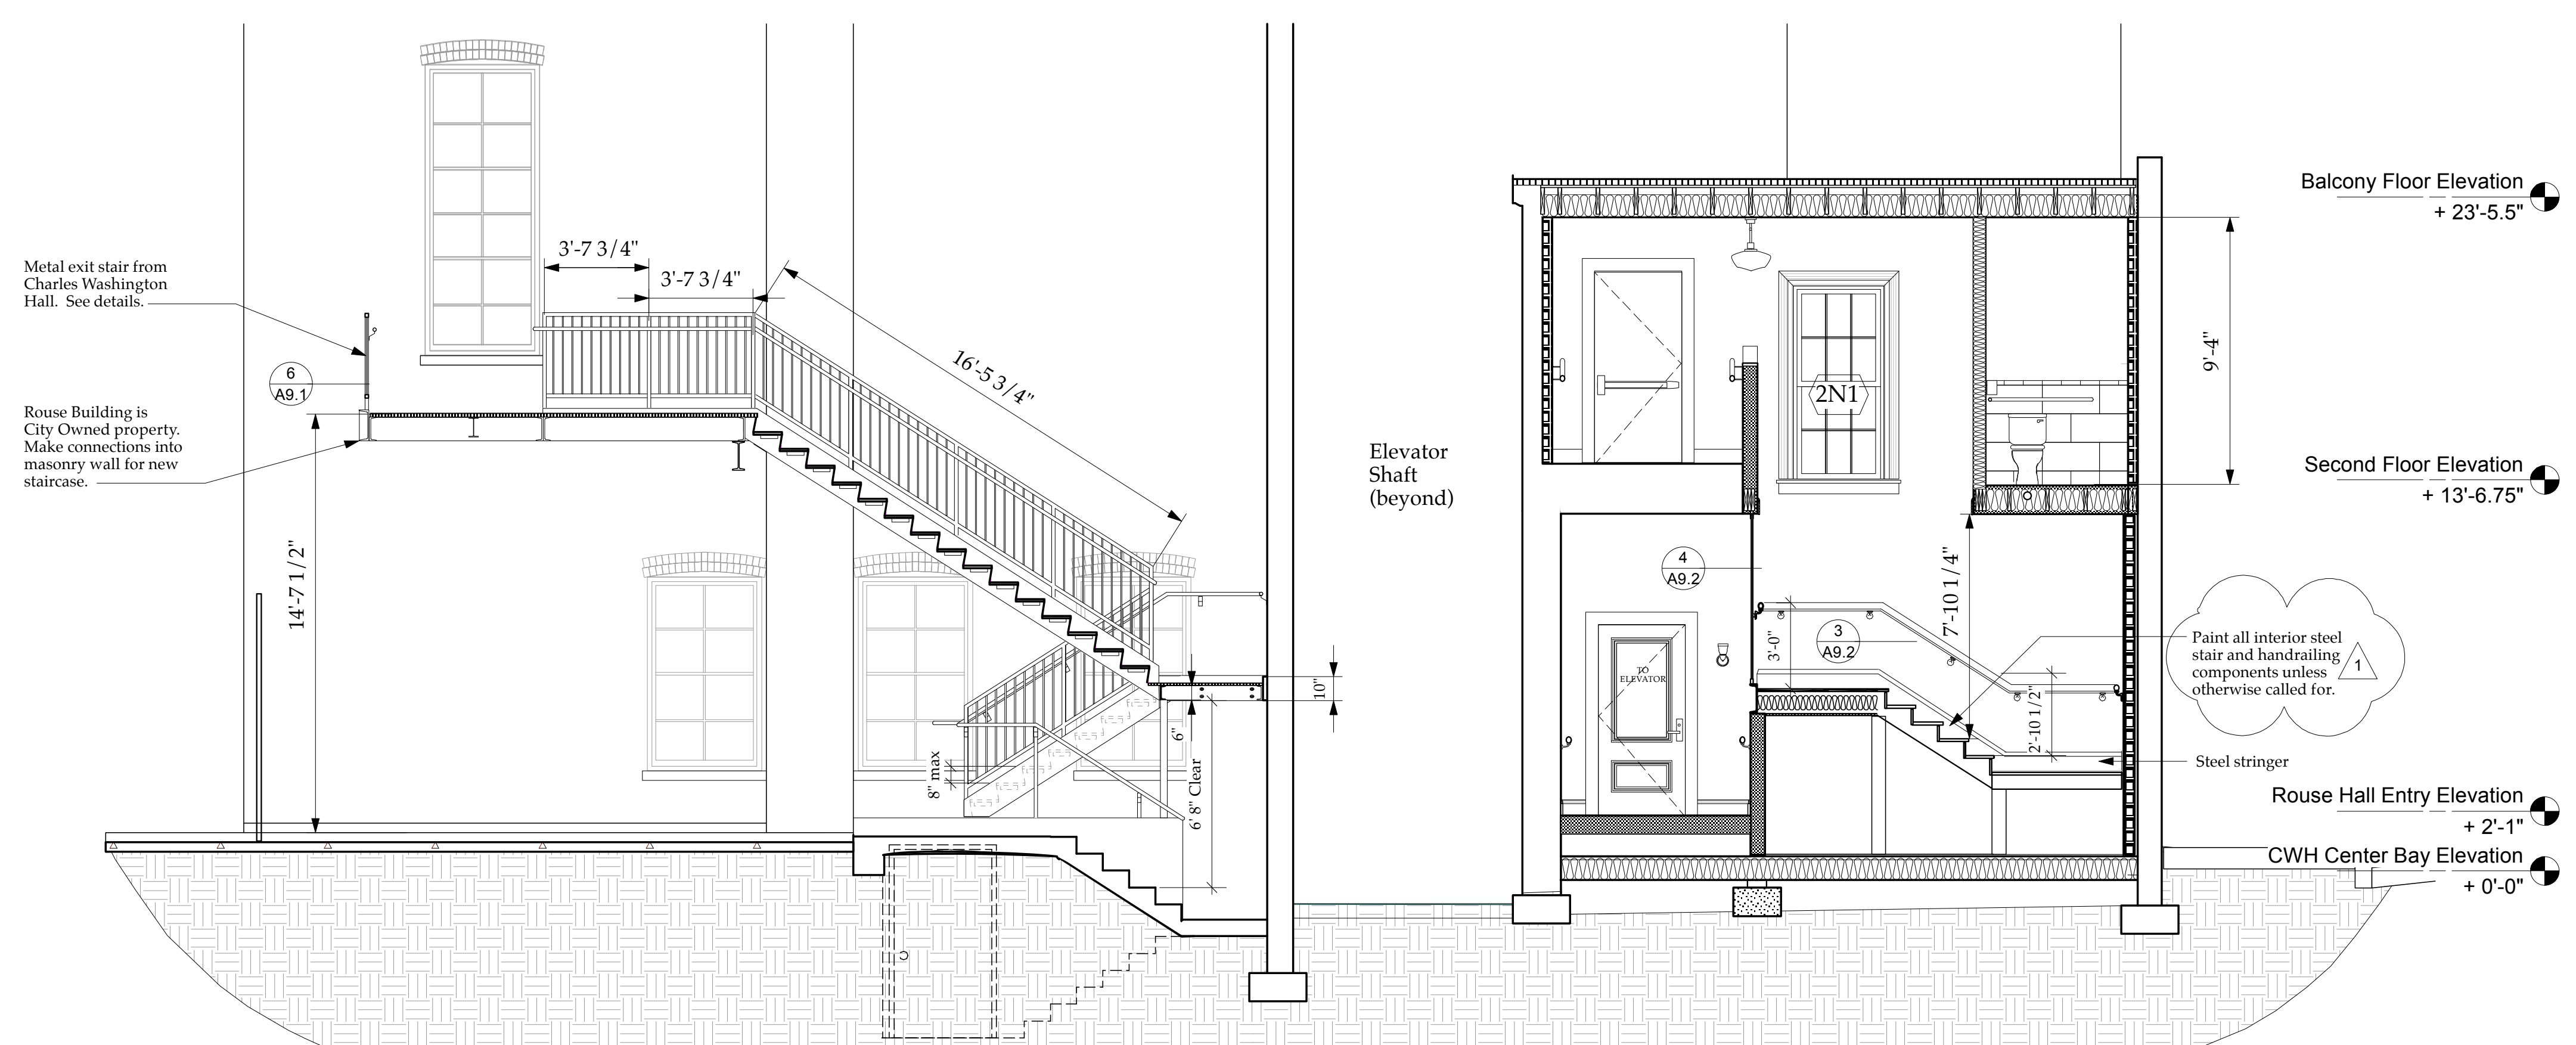 Metal exit stair from
Charles Washington
Hall.  See details.
6
A9.1
Rouse Building is
City Owned property.
Make connections into
masonry wall for new
staircase.
3'-7 3/4"
3'-7 3/4"
16'-5 3/4"
14'-7 1/2"
8" max
6"
6' 8" Clear
10"
Elevator
Shaft
(beyond)
2N1
4
A9.2
TO
ELEVATOR
3'-0"
3
A9.2
7'-10 1/4"
2'-10 1/2"
9'-4"
Paint all interior steel
stair and handrailing
components unless
otherwise called for.
1
Steel stringer
Balcony Floor Elevation
+ 23'-5.5"
Second Floor Elevation
+ 13'-6.75"
Rouse Hall Entry Elevation
+ 2'-1"
CWH Center Bay Elevation
+ 0'-0"